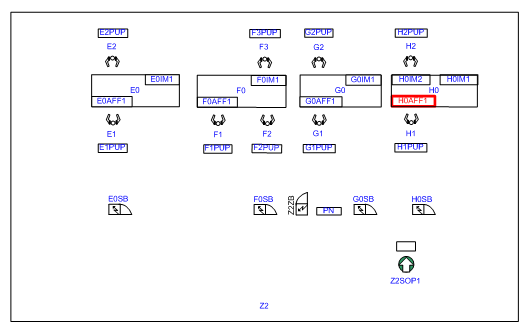 E2PUP F3PUP G2PUP H2PUP
E2 F3 G2 H2
E0IM1 F0IM1 G0IM1 H0IM2 H0IM1
E0 F0 G0 H0
E0AFF1 F0AFF1 G0AFF1 H0AFF1
E1 F1 F2 G1 H1
E1PUP F1PUP F2PUP G1PUP H1PUP
E0SB F0SB Z2ZB G0SB H0SB
PN
Z2SOP1
Z2